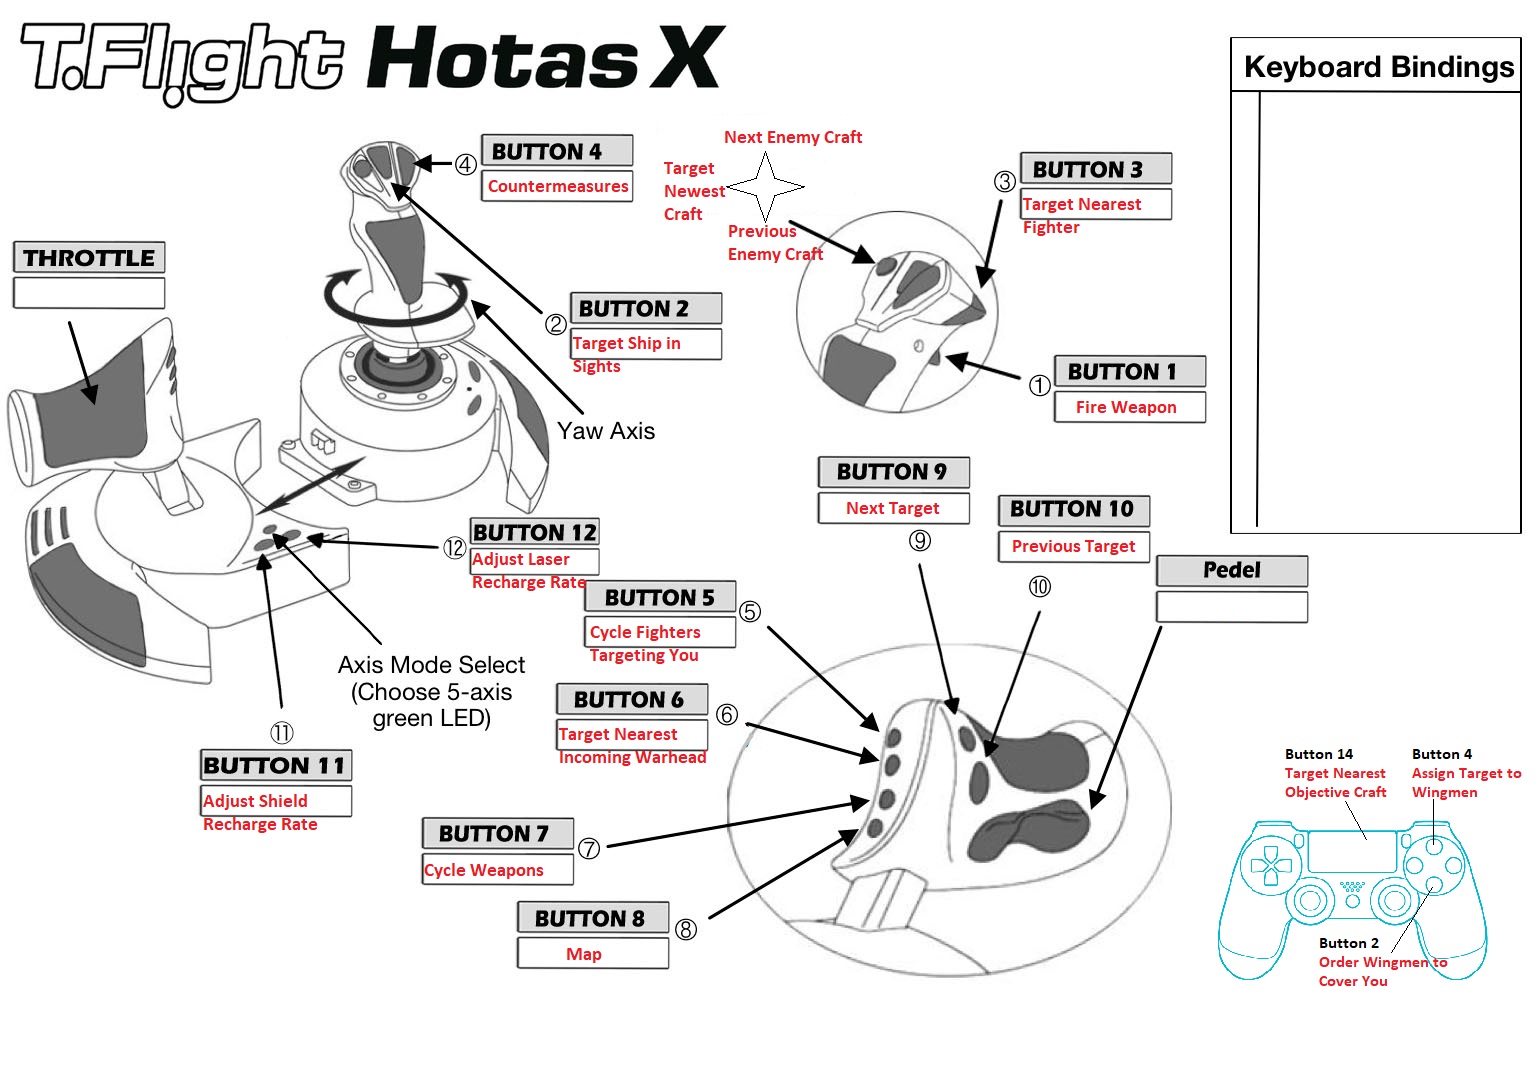 T.Flight Hotas X
Keyboard Bindings
④ BUTTON 4
Countermeasures
Next Enemy Craft
Target
Newest
Craft
Previous
Enemy Craft
③ BUTTON 3
Target Nearest
Fighter
THROTTLE
② BUTTON 2
Target Ship in
Sights
① BUTTON 1
Fire Weapon
Yaw Axis
BUTTON 9
Next Target
⑨
BUTTON 10
Previous Target
⑩
⑫ BUTTON 12
Adjust Laser
Recharge Rate
Pedel
BUTTON 5 ⑤
Cycle Fighters
Targeting You
Axis Mode Select
(Choose 5-axis
green LED)
BUTTON 6 ⑥
Target Nearest
Incoming Warhead
⑪
BUTTON 11
Adjust Shield
Recharge Rate
BUTTON 7 ⑦
Cycle Weapons
BUTTON 8 ⑧
Map
Button 14
Target Nearest
Objective Craft
Button 4
Assign Target to
Wingmen
Button 2
Order Wingmen to
Cover You